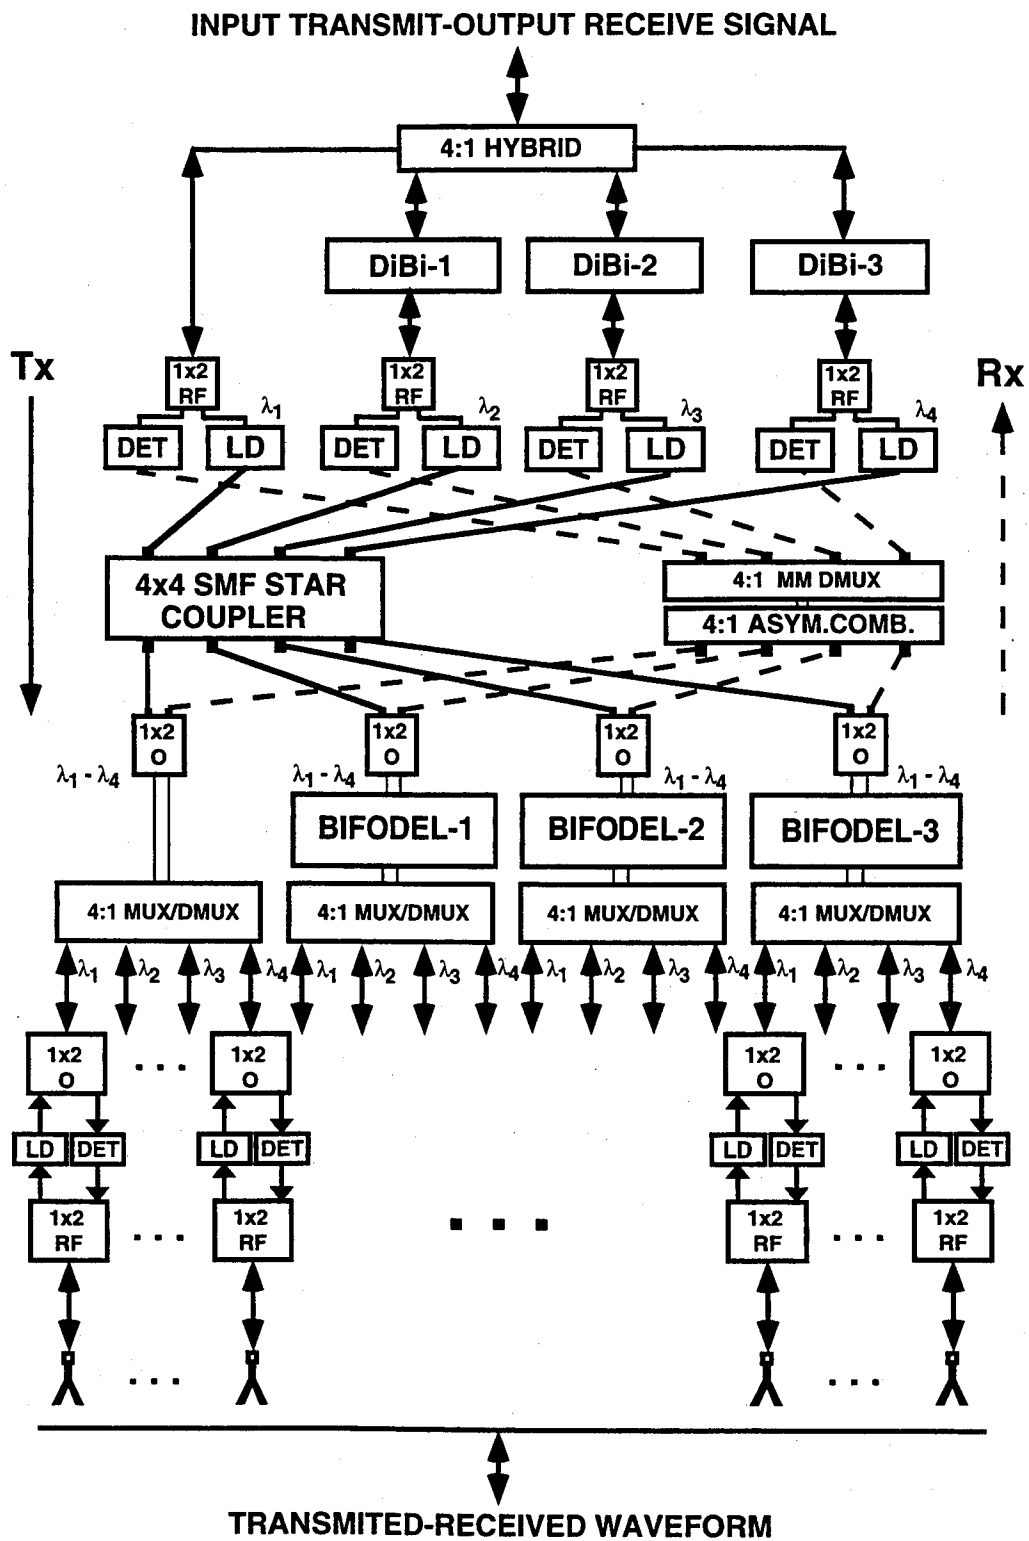 INPUT TRANSMIT-OUTPUT RECEIVE SIGNAL
4:1 HYBRID
DiBi-1
DiBi-2
DiBi-3
Tx
Rx
1x2
RF
1x2
RF
1x2
RF
1x2
RF
λ1
λ2
λ3
λ4
DET
LD
DET
LD
DET
LD
DET
LD
4x4 SMF STAR
COUPLER
4:1 MM DMUX
4:1 ASYM.COMB.
1x2
O
1x2
O
1x2
O
1x2
O
λ1 - λ4
λ1 - λ4
λ1 - λ4
λ1 - λ4
BIFODEL-1
BIFODEL-2
BIFODEL-3
4:1 MUX/DMUX
4:1 MUX/DMUX
4:1 MUX/DMUX
4:1 MUX/DMUX
λ1
λ2
λ3
λ4
λ1
λ2
λ3
λ4
λ1
λ2
λ3
λ4
λ1
λ2
λ3
λ4
1x2
O
. . .
1x2
O
1x2
O
. . .
1x2
O
LD
DET
LD
DET
LD
DET
LD
DET
1x2
RF
. . .
1x2
RF
. . .
1x2
RF
. . .
1x2
RF
. . .
. . .
TRANSMITED-RECEIVED WAVEFORM